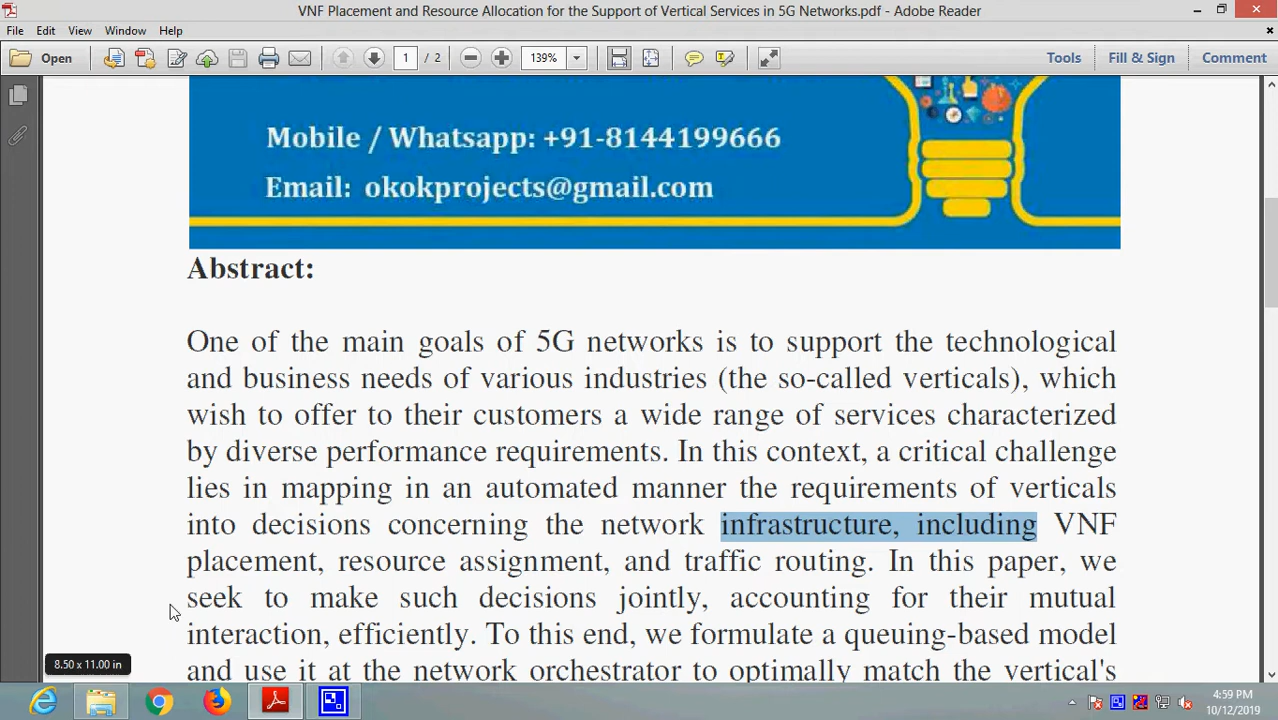 VNF Placement and Resource Allocation for the Support of Vertical Services in 5G Networks.pdf - Adobe Reader
File Edit View Window Help
Open 1 / 2 139% Tools Fill & Sign Comment
Mobile / Whatsapp: +91-8144199666
Email: okokprojects@gmail.com
Abstract:
One of the main goals of 5G networks is to support the technological
and business needs of various industries (the so-called verticals), which
wish to offer to their customers a wide range of services characterized
by diverse performance requirements. In this context, a critical challenge
lies in mapping in an automated manner the requirements of verticals
into decisions concerning the network infrastructure, including VNF
placement, resource assignment, and traffic routing. In this paper, we
seek to make such decisions jointly, accounting for their mutual
interaction, efficiently. To this end, we formulate a queuing-based model
and use it at the network orchestrator to optimally match the vertical's
8.50 x 11.00 in
4:59 PM
10/12/2019